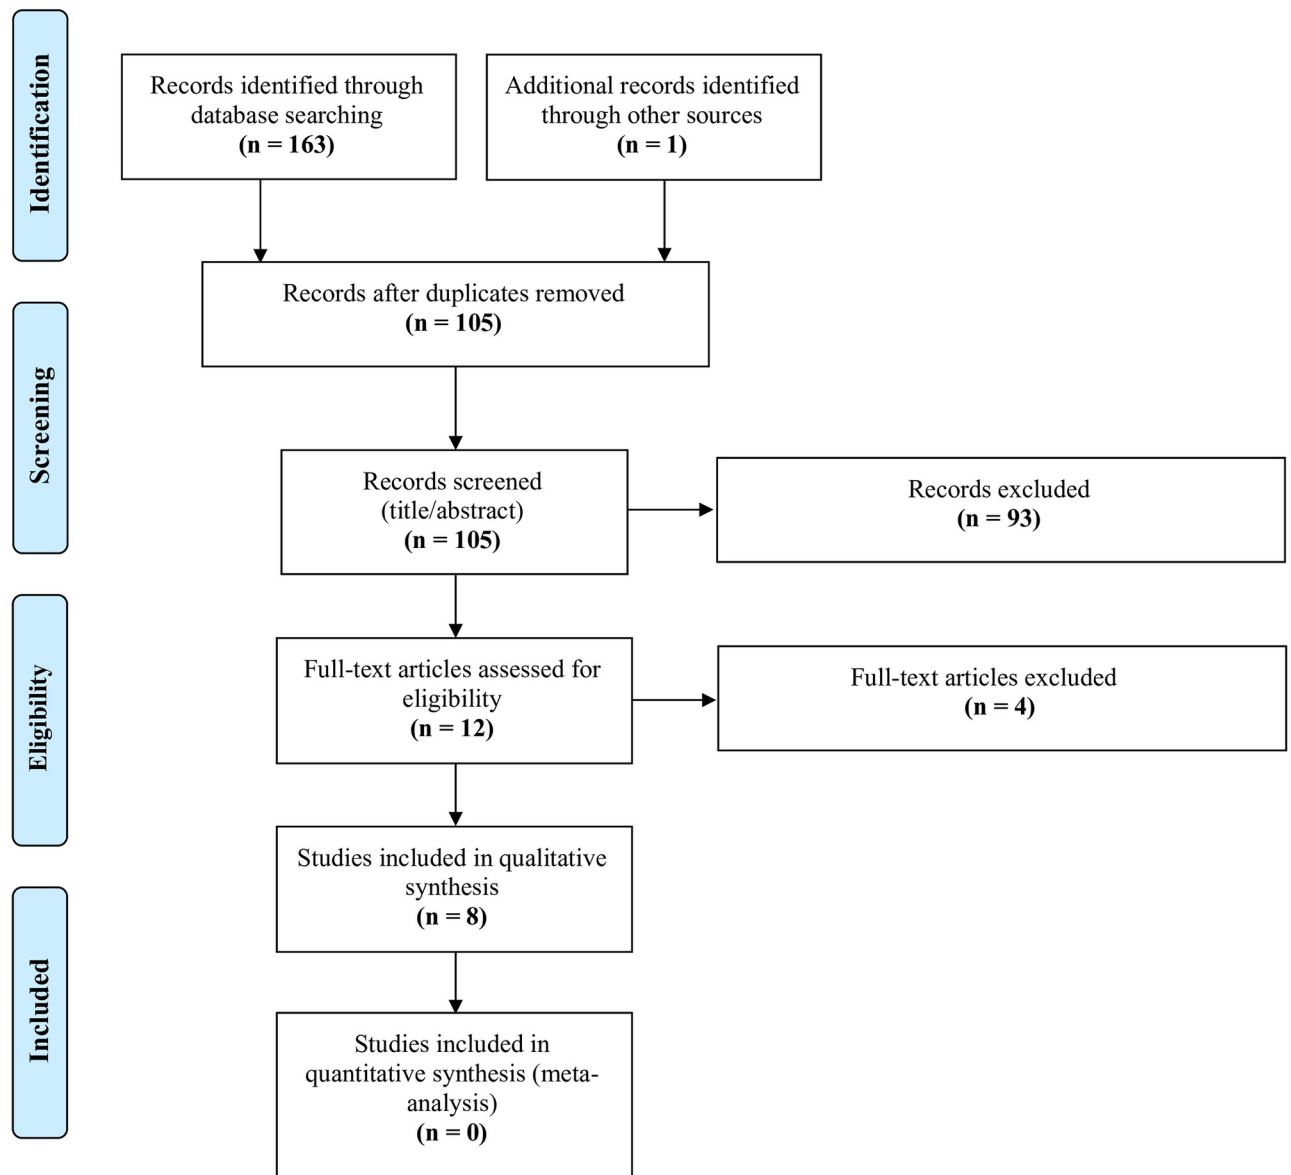 Identification
Records identified through
database searching
(n = 163)
Additional records identified
through other sources
(n = 1)
Records after duplicates removed
(n = 105)
Screening
Records screened
(title/abstract)
(n = 105)
Records excluded
(n = 93)
Eligibility
Full-text articles assessed for
eligibility
(n = 12)
Full-text articles excluded
(n = 4)
Studies included in qualitative
synthesis
(n = 8)
Included
Studies included in
quantitative synthesis (meta-
analysis)
(n = 0)